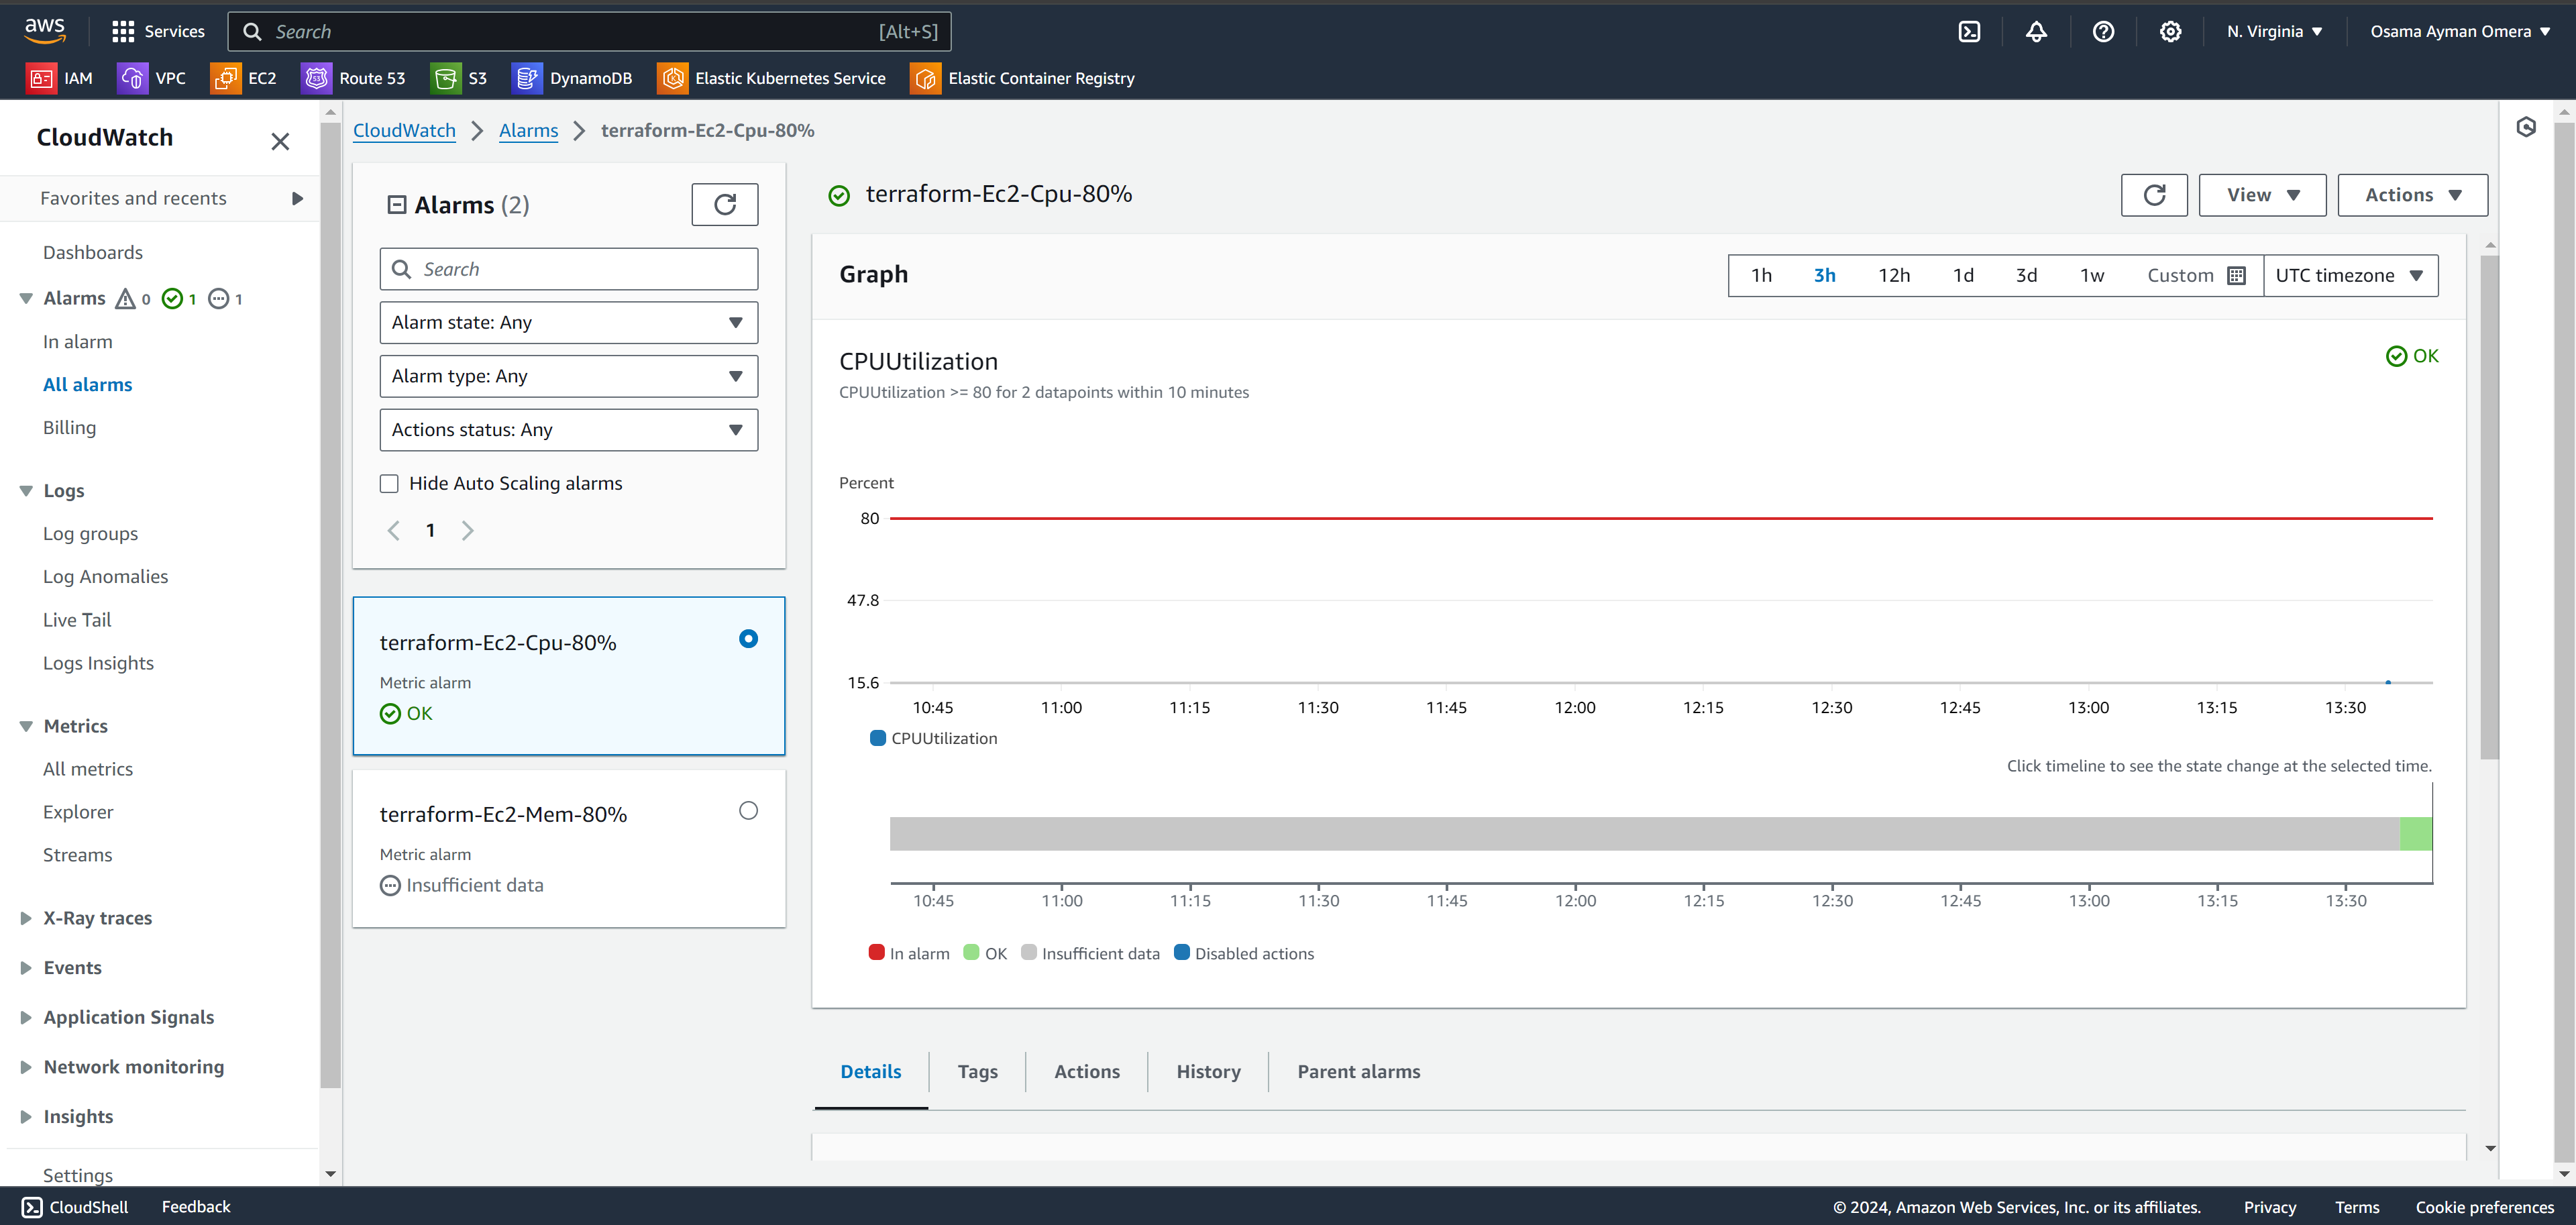 aws
Services
Search
[Alt+S]
N. Virginia
Osama Ayman Omera
IAM
VPC
EC2
Route 53
S3
DynamoDB
Elastic Kubernetes Service
Elastic Container Registry
CloudWatch
Favorites and recents
Dashboards
Alarms 0 1 1
In alarm
All alarms
Billing
Logs
Log groups
Log Anomalies
Live Tail
Logs Insights
Metrics
All metrics
Explorer
Streams
X-Ray traces
Events
Application Signals
Network monitoring
Insights
Settings
CloudWatch
Alarms
terraform-Ec2-Cpu-80%
Alarms (2)
Search
Alarm state: Any
Alarm type: Any
Actions status: Any
Hide Auto Scaling alarms
1
terraform-Ec2-Cpu-80%
Metric alarm
OK
terraform-Ec2-Mem-80%
Metric alarm
Insufficient data
terraform-Ec2-Cpu-80%
View
Actions
Graph
1h
3h
12h
1d
3d
1w
Custom
UTC timezone
CPUUtilization
OK
CPUUtilization >= 80 for 2 datapoints within 10 minutes
Percent
80
47.8
15.6
10:45 11:00 11:15 11:30 11:45 12:00 12:15 12:30 12:45 13:00 13:15 13:30
CPUUtilization
Click timeline to see the state change at the selected time.
10:45 11:00 11:15 11:30 11:45 12:00 12:15 12:30 12:45 13:00 13:15 13:30
In alarm
OK
Insufficient data
Disabled actions
Details
Tags
Actions
History
Parent alarms
CloudShell
Feedback
© 2024, Amazon Web Services, Inc. or its affiliates.
Privacy
Terms
Cookie preferences